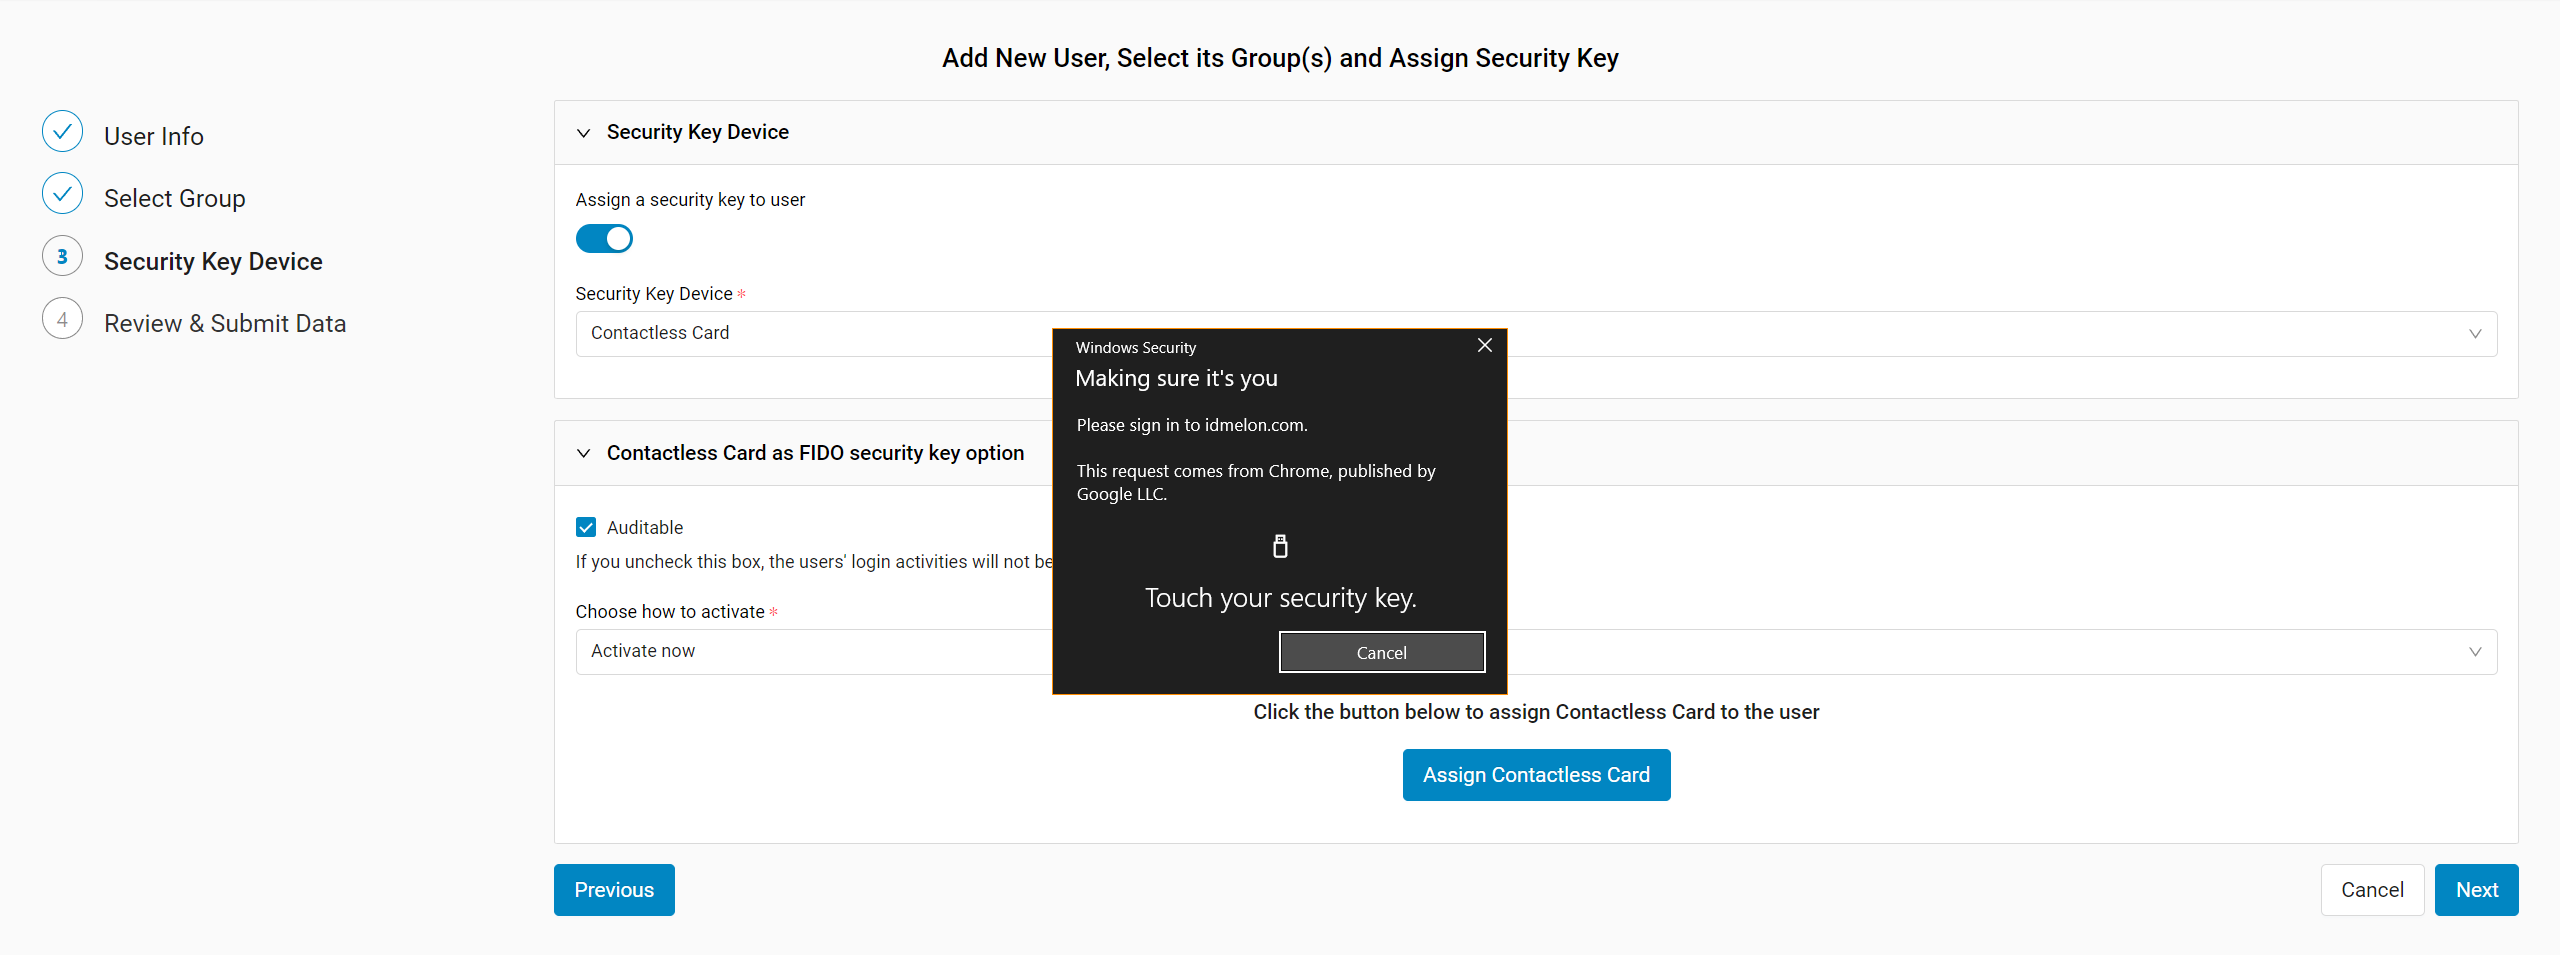 Add New User, Select its Group(s) and Assign Security Key
User Info
Select Group
3
Security Key Device
4
Review & Submit Data
Security Key Device
Assign a security key to user
Security Key Device *
Contactless Card
Contactless Card as FIDO security key option
Auditable
If you uncheck this box, the users' login activities will not be
Choose how to activate *
Activate now
Windows Security
Making sure it's you
Please sign in to idmelon.com.
This request comes from Chrome, published by
Google LLC.
Touch your security key.
Cancel
Click the button below to assign Contactless Card to the user
Assign Contactless Card
Previous
Cancel
Next